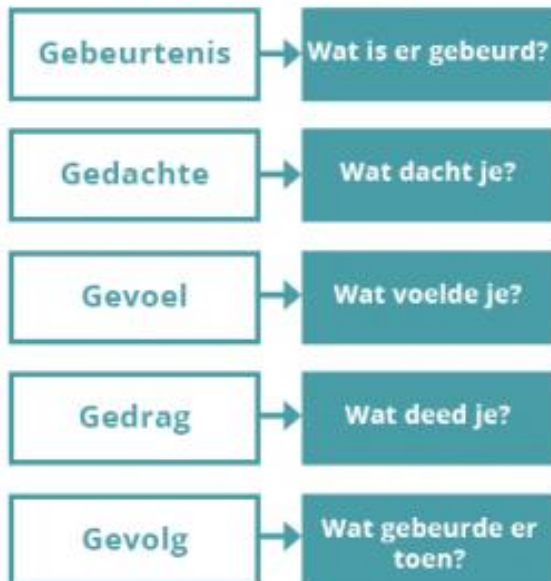 Gebeurtenis
Wat is er gebeurd?
Gedachte
Wat dacht je?
Gevoel
Wat voelde je?
Gedrag
Wat deed je?
Gevolg
Wat gebeurde er
toen?